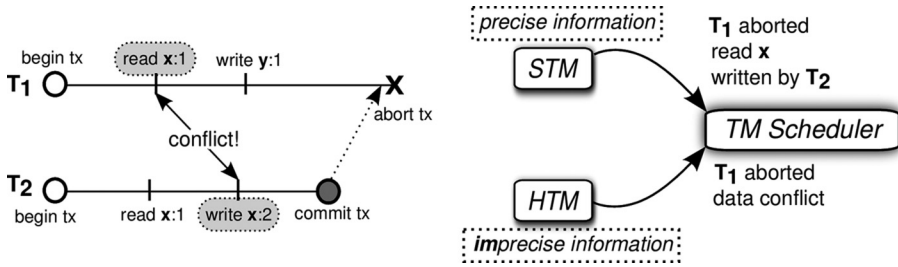 begin tx
read x:1
write y:1
T1
X
abort tx
conflict!
T2
begin tx
read x:1
write x:2
commit tx
precise information
STM
T1 aborted
read x
written by T2
TM Scheduler
HTM
T1 aborted
data conflict
imprecise information